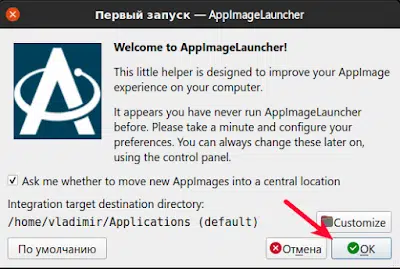 Первый запуск — AppImageLauncher
Welcome to AppImageLauncher!
This little helper is designed to improve your AppImage
experience on your computer.
It appears you have never run AppImageLauncher
before. Please take a minute and configure your
preferences. You can always change these later on,
using the control panel.
Ask me whether to move new AppImages into a central location
Integration target destination directory:
/home/vladimir/Applications (default)
Customize
По умолчанию
Отмена
OK